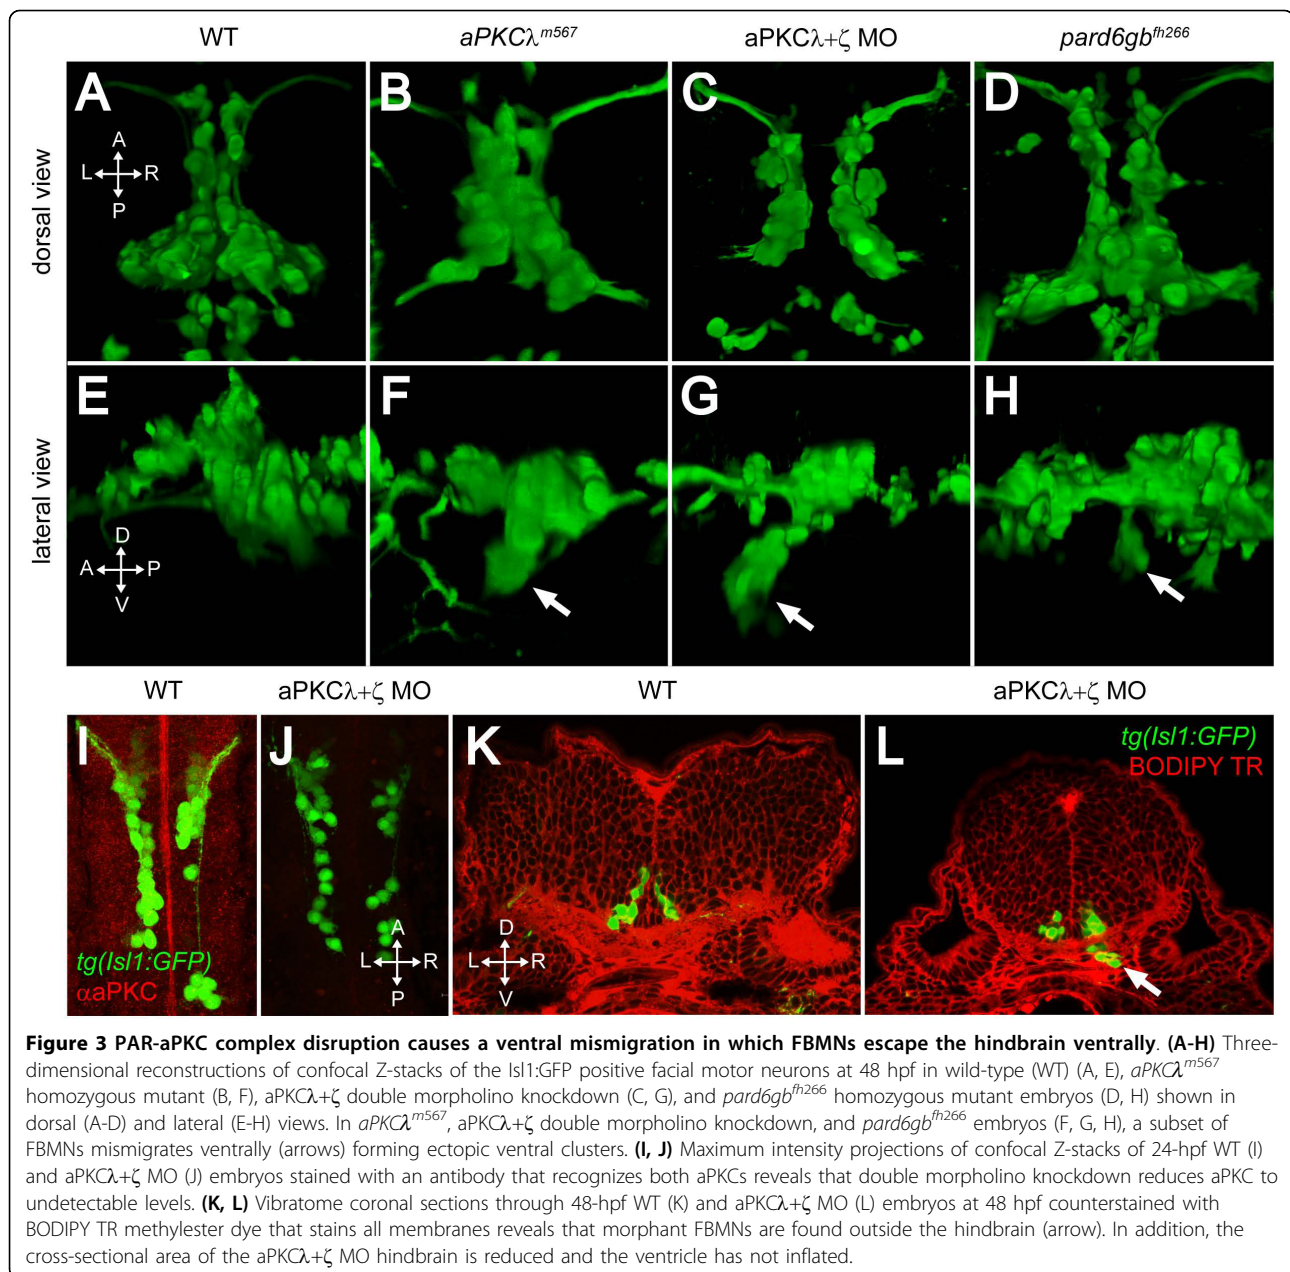 WT aPKCλm567 aPKCλ+ζ MO pard6gbfh266
dorsal view
A B C D
A
L R
P
lateral view
E F G H
D
A P
V
WT aPKCλ+ζ MO WT aPKCλ+ζ MO
I J K L
tg(Isl1:GFP)
BODIPY TR
tg(Isl1:GFP)
αaPKC
A
L R
P
D
L R
V
Figure 3 PAR-aPKC complex disruption causes a ventral mismigration in which FBMNs escape the hindbrain ventrally. (A-H) Three-
dimensional reconstructions of confocal Z-stacks of the Isl1:GFP positive facial motor neurons at 48 hpf in wild-type (WT) (A, E), aPKCλm567
homozygous mutant (B, F), aPKCλ+ζ double morpholino knockdown (C, G), and pard6gbfh266 homozygous mutant embryos (D, H) shown in
dorsal (A-D) and lateral (E-H) views. In aPKCλm567, aPKCλ+ζ double morpholino knockdown, and pard6gbfh266 embryos (F, G, H), a subset of
FBMNs mismigrates ventrally (arrows) forming ectopic ventral clusters. (I, J) Maximum intensity projections of confocal Z-stacks of 24-hpf WT (I)
and aPKCλ+ζ MO (J) embryos stained with an antibody that recognizes both aPKCs reveals that double morpholino knockdown reduces aPKC to
undetectable levels. (K, L) Vibratome coronal sections through 48-hpf WT (K) and aPKCλ+ζ MO (L) embryos at 48 hpf counterstained with
BODIPY TR methylester dye that stains all membranes reveals that morphant FBMNs are found outside the hindbrain (arrow). In addition, the
cross-sectional area of the aPKCλ+ζ MO hindbrain is reduced and the ventricle has not inflated.